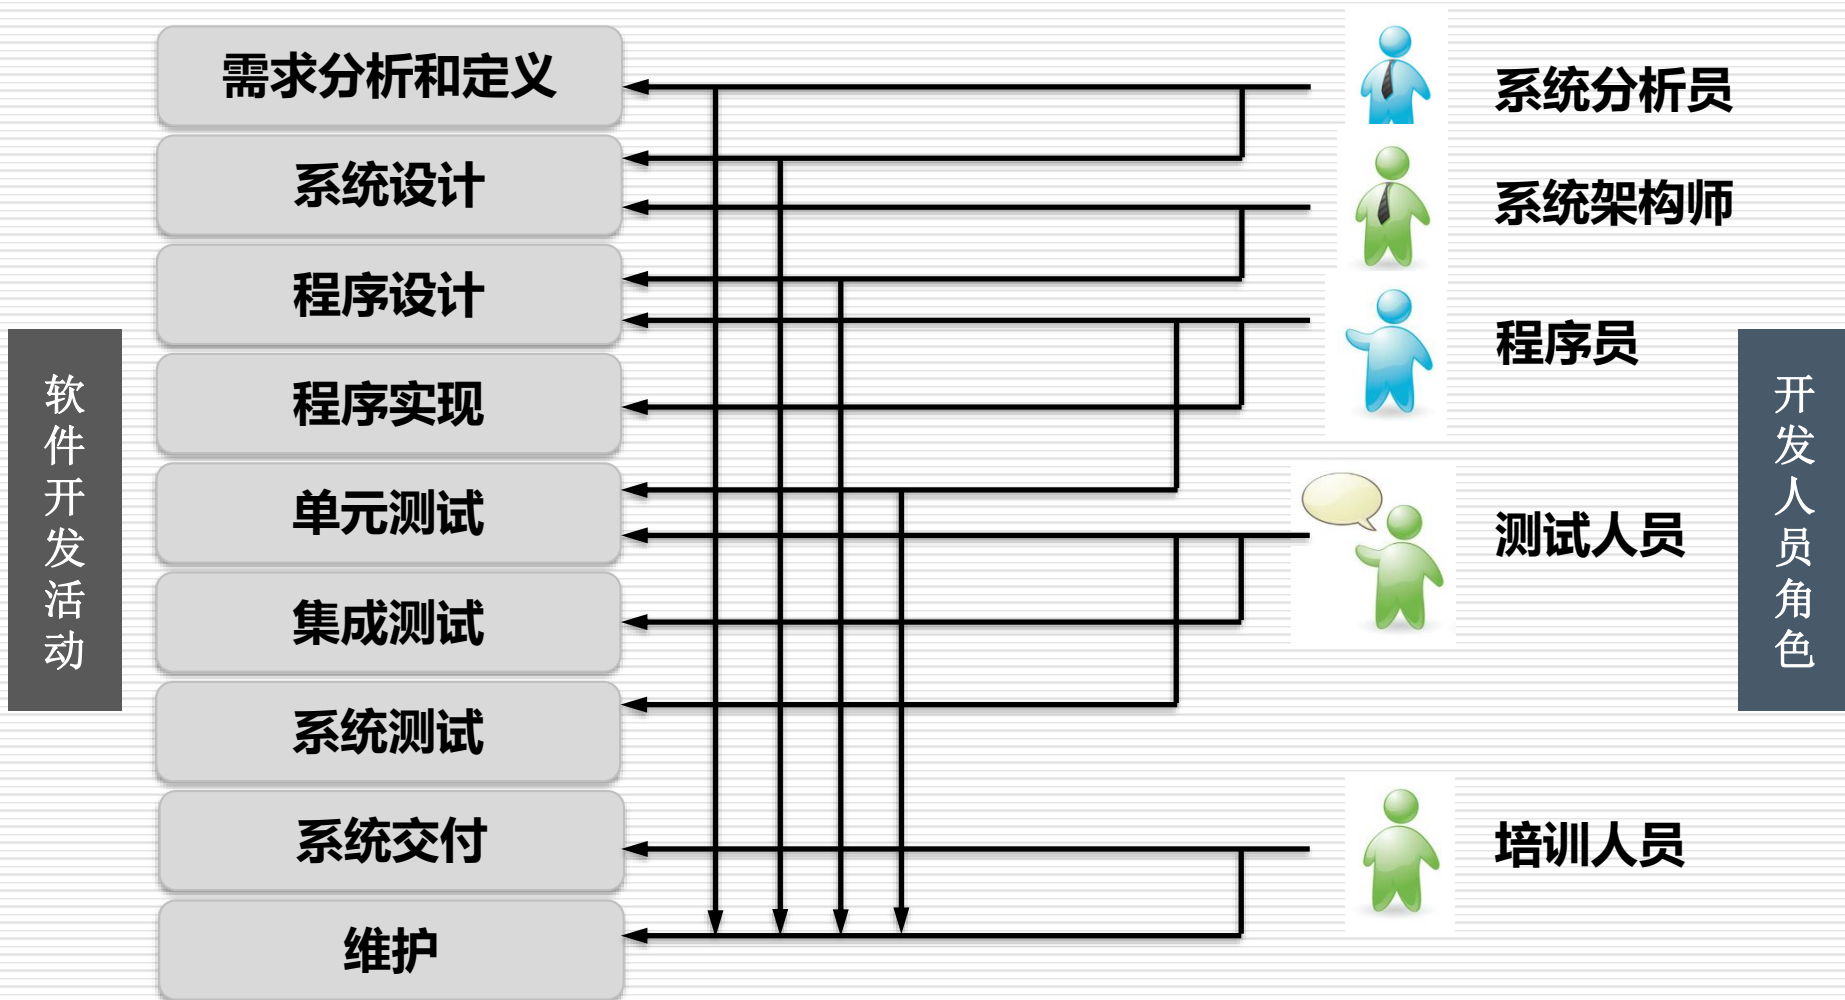 需求分析和定义
系统设计
程序设计
程序实现
单元测试
集成测试
系统测试
系统交付
维护
软件开发活动
系统分析员
系统架构师
程序员
测试人员
培训人员
开发人员角色